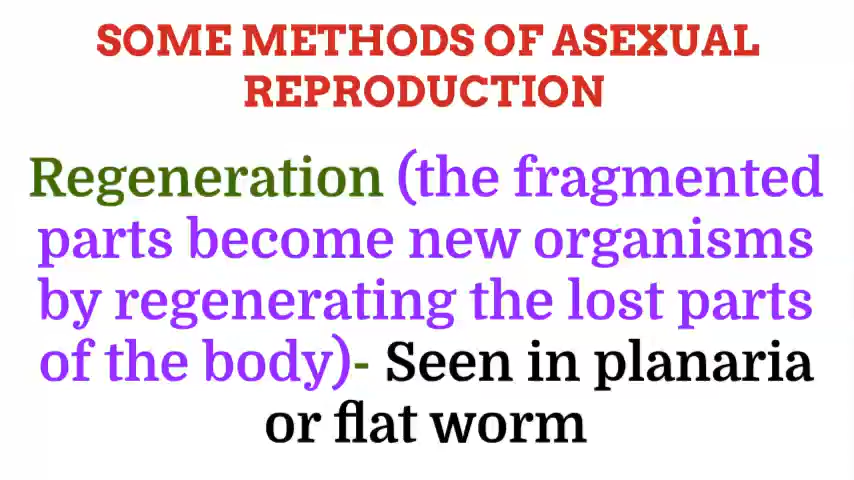 SOME METHODS OF ASEXUAL
REPRODUCTION
Regeneration (the fragmented
parts become new organisms
by regenerating the lost parts
of the body)- Seen in planaria
or flat worm